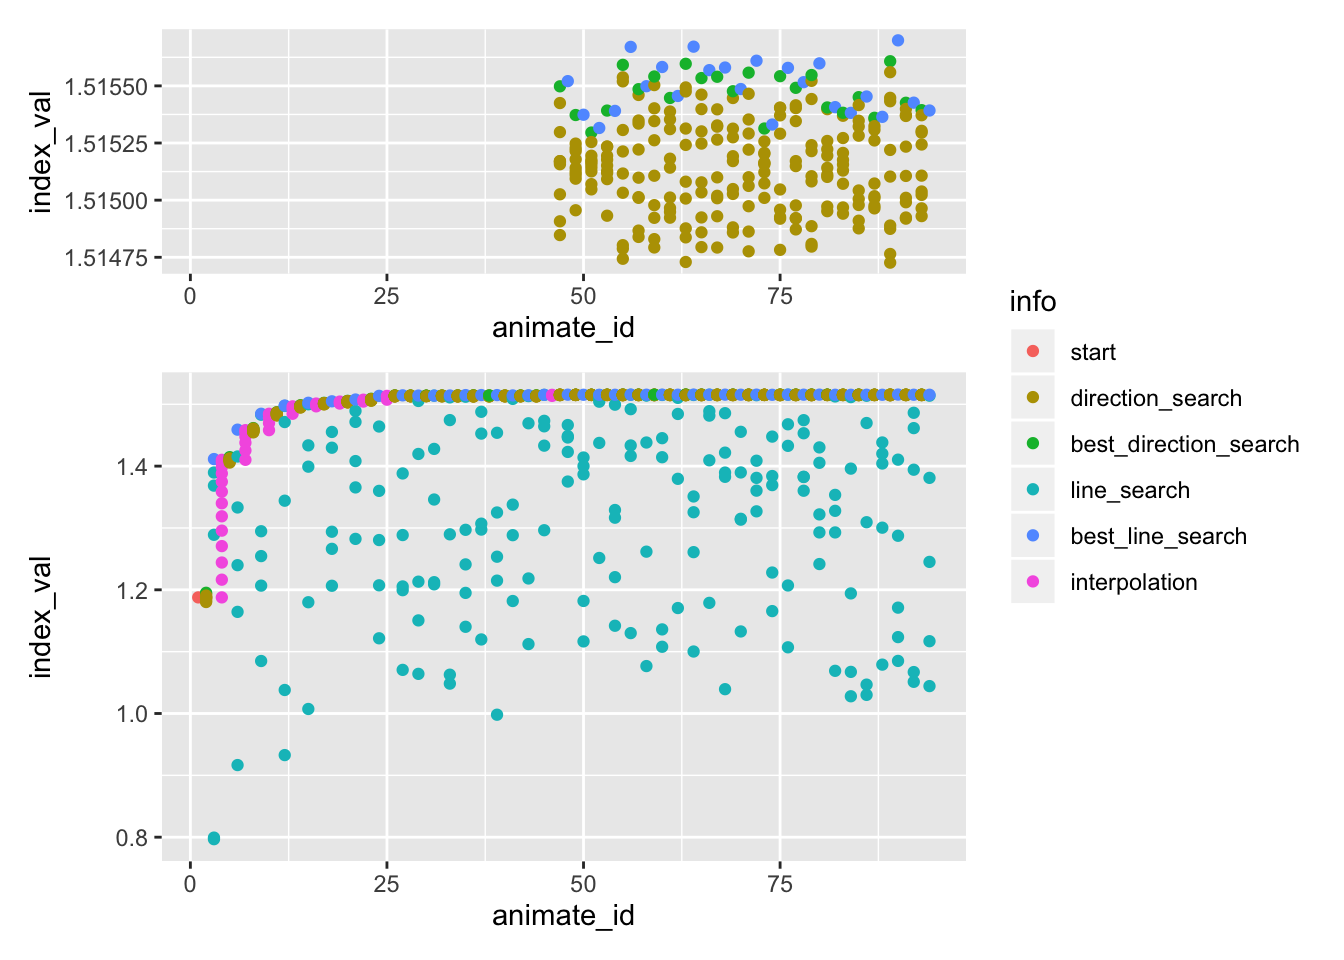 index_val
1.51550
1.51525
1.51500
1.51475
0 25 50 75
animate_id
index_val
1.4
1.2
1.0
0.8
0 25 50 75
animate_id
info
start
direction_search
best_direction_search
line_search
best_line_search
interpolation